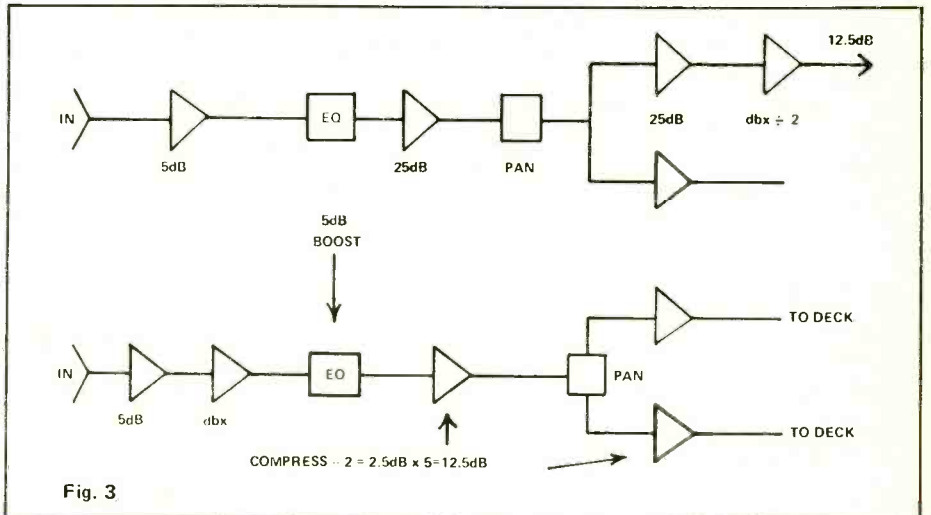 12.5dB
IN
EQ
5dB
25dB
PAN
25dB
dbx ÷ 2
5dB
BOOST
TO DECK
IN
EQ
PAN
5dB
dbx
TO DECK
COMPRESS ÷ 2 = 2.5dB x 5=12.5dB
Fig. 3